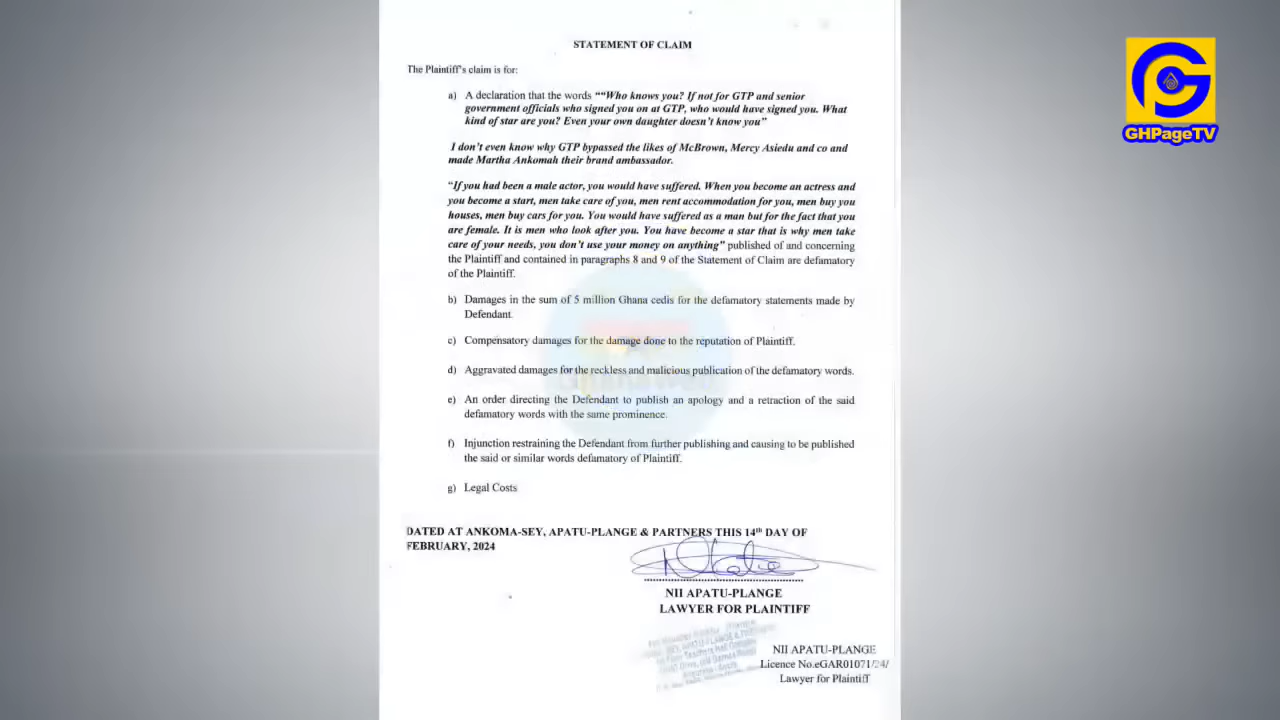 STATEMENT OF CLAIM
The Plaintiff's claim is for:
a) A declaration that the words ““Who knows you? If not for GTP and senior
government officials who signed you on at GTP, who would have signed you. What
kind of star are you? Even your own daughter doesn't know you”
I don't even know why GTP bypassed the likes of McBrown, Mercy Asiedu and co and
made Martha Ankomah their brand ambassador.
“If you had been a male actor, you would have suffered. When you become an actress and
you become a start, men take care of you, men rent accommodation for you, men buy you
houses, men buy cars for you. You would have suffered as a man but for the fact that you
are female. It is men who look after you. You have become a star that is why men take
care of your needs, you don't use your money on anything” published of and concerning
the Plaintiff and contained in paragraphs 8 and 9 of the Statement of Claim are defamatory
of the Plaintiff.
b) Damages in the sum of 5 million Ghana cedis for the defamatory statements made by
Defendant.
c) Compensatory damages for the damage done to the reputation of Plaintiff.
d) Aggravated damages for the reckless and malicious publication of the defamatory words.
e) An order directing the Defendant to publish an apology and a retraction of the said
defamatory words with the same prominence.
f) Injunction restraining the Defendant from further publishing and causing to be published
the said or similar words defamatory of Plaintiff.
g) Legal Costs
DATED AT ANKOMA-SEY, APATU-PLANGE & PARTNERS THIS 14th DAY OF
FEBRUARY, 2024
NII APATU-PLANGE
LAWYER FOR PLAINTIFF
NII APATU-PLANGE
Licence No.eGAR01071/24/
Lawyer for Plaintiff
GHPageTV